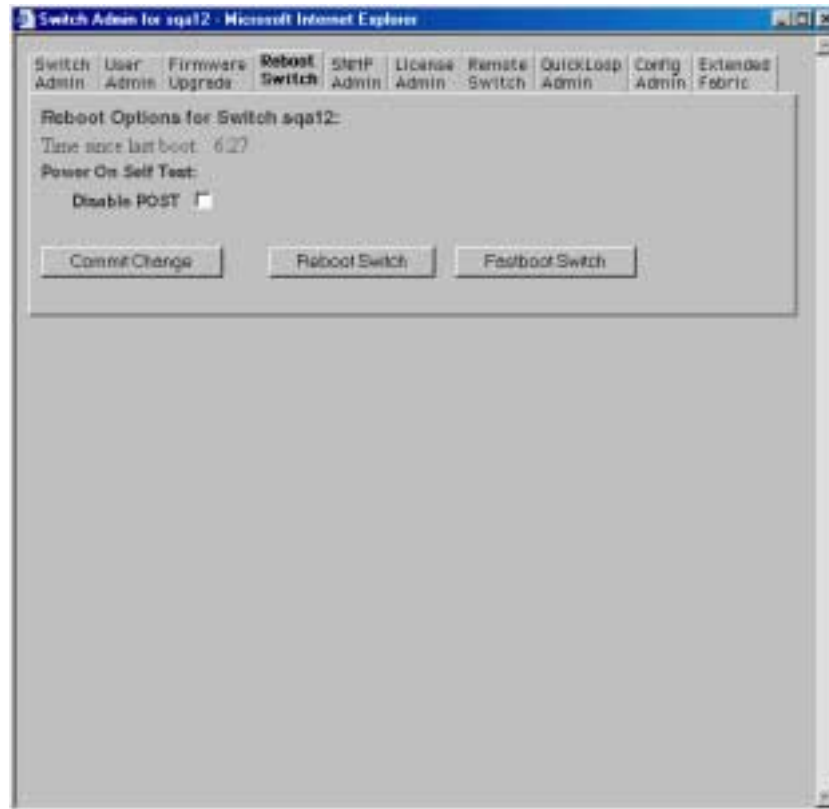 Switch Admin for sqa12 - Microsoft Internet Explorer
Switch Admin
User Admin
Firmware Upgrade
Reboot Switch
SNMP Admin
License Admin
Remote Switch
QuickLoop Admin
Config Admin
Extended Fabric
Reboot Options for Switch sqa12:
Time since last boot: 6:27
Power On Self Test:
Disable POST
Commit Change
Reboot Switch
Fastboot Switch